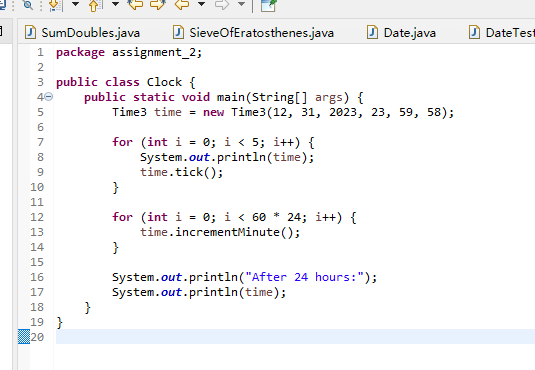 SumDoubles.java SieveOfEratosthenes.java Date.java DateTest
1 package assignment_2;
2
3 public class Clock {
4 public static void main(String[] args) {
5 Time3 time = new Time3(12, 31, 2023, 23, 59, 58);
6
7 for (int i = 0; i < 5; i++) {
8 System.out.println(time);
9 time.tick();
10 }
11
12 for (int i = 0; i < 60 * 24; i++) {
13 time.incrementMinute();
14 }
15
16 System.out.println("After 24 hours:");
17 System.out.println(time);
18 }
19 }
20